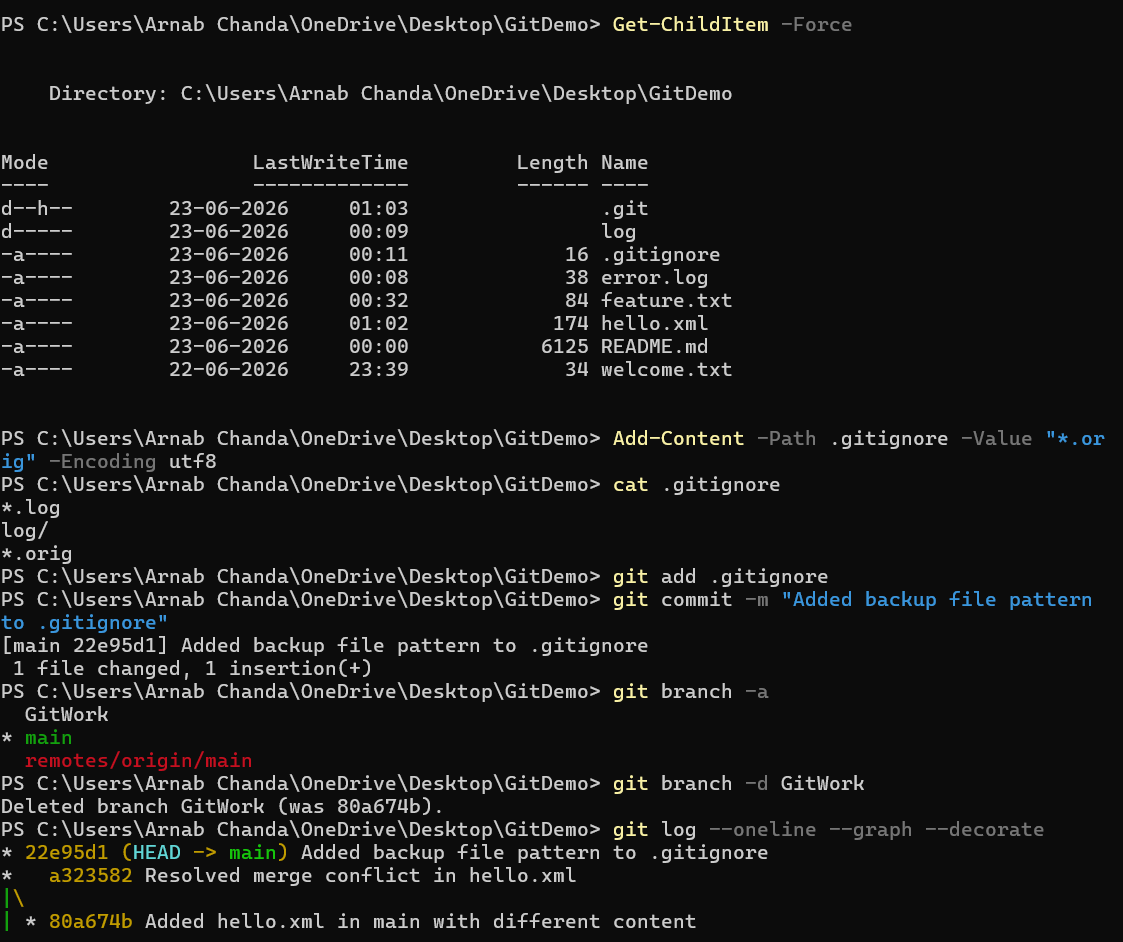 PS C:\Users\Arnab Chanda\OneDrive\Desktop\GitDemo> Get-ChildItem -Force
    Directory: C:\Users\Arnab Chanda\OneDrive\Desktop\GitDemo
Mode                 LastWriteTime         Length Name
----                 -------------         ------ ----
d--h--        23-06-2026     01:03                .git
d-----        23-06-2026     00:09                log
-a----        23-06-2026     00:11             16 .gitignore
-a----        23-06-2026     00:08             38 error.log
-a----        23-06-2026     00:32             84 feature.txt
-a----        23-06-2026     01:02            174 hello.xml
-a----        23-06-2026     00:00           6125 README.md
-a----        22-06-2026     23:39             34 welcome.txt
PS C:\Users\Arnab Chanda\OneDrive\Desktop\GitDemo> Add-Content -Path .gitignore -Value "*.or
ig" -Encoding utf8
PS C:\Users\Arnab Chanda\OneDrive\Desktop\GitDemo> cat .gitignore
*.log
log/
*.orig
PS C:\Users\Arnab Chanda\OneDrive\Desktop\GitDemo> git add .gitignore
PS C:\Users\Arnab Chanda\OneDrive\Desktop\GitDemo> git commit -m "Added backup file pattern
to .gitignore"
[main 22e95d1] Added backup file pattern to .gitignore
 1 file changed, 1 insertion(+)
PS C:\Users\Arnab Chanda\OneDrive\Desktop\GitDemo> git branch -a
  GitWork
* main
  remotes/origin/main
PS C:\Users\Arnab Chanda\OneDrive\Desktop\GitDemo> git branch -d GitWork
Deleted branch GitWork (was 80a674b).
PS C:\Users\Arnab Chanda\OneDrive\Desktop\GitDemo> git log --oneline --graph --decorate
* 22e95d1 (HEAD -> main) Added backup file pattern to .gitignore
*   a323582 Resolved merge conflict in hello.xml
|\
| * 80a674b Added hello.xml in main with different content